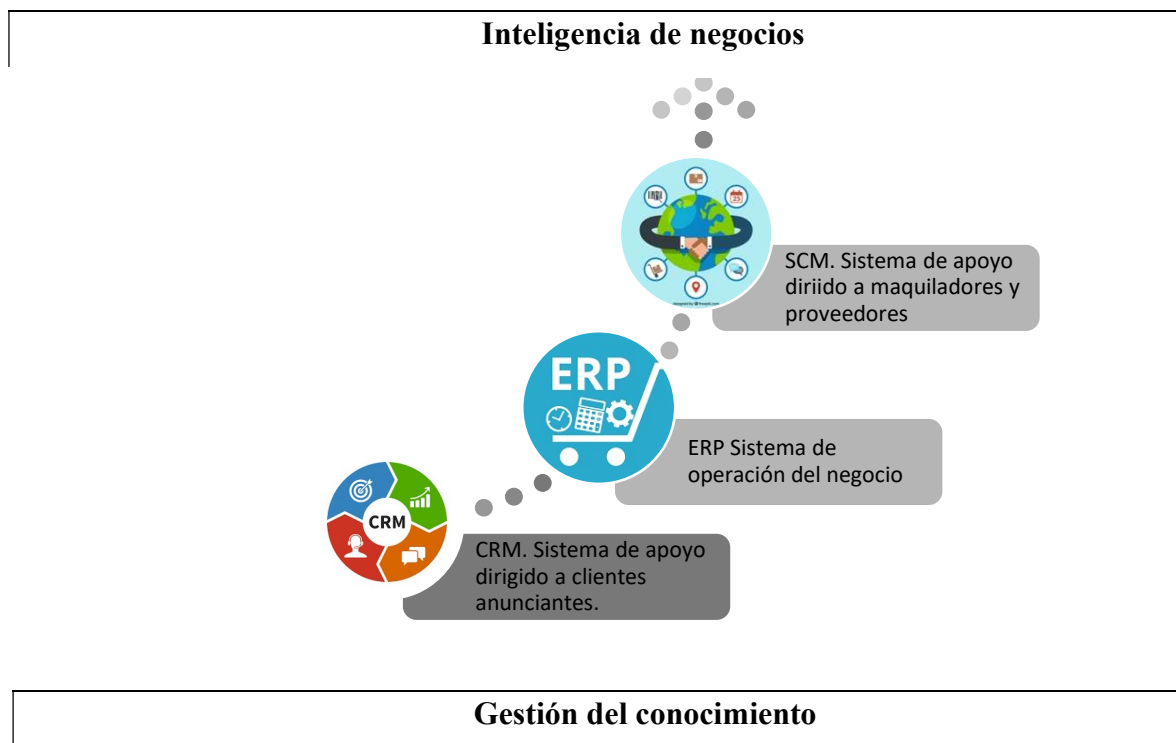 Inteligencia de negocios
25
SCM. Sistema de apoyo
diriido a maquiladores y
proveedores
ERP
ERP Sistema de
operación del negocio
CRM
CRM. Sistema de apoyo
dirigido a clientes
anunciantes.
Gestión del conocimiento